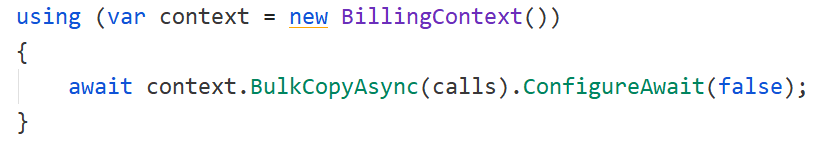 using (var context = new BillingContext())
{
    await context.BulkCopyAsync(calls).ConfigureAwait(false);
}